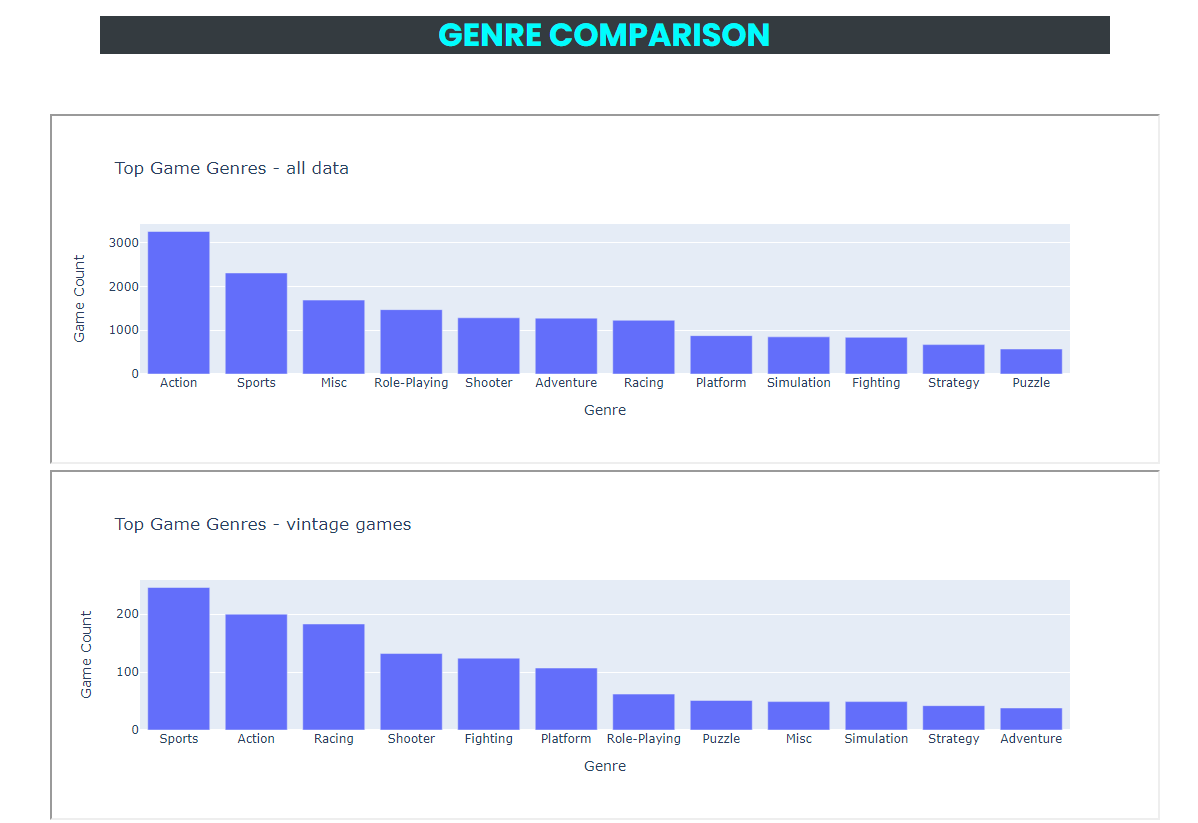 GENRE COMPARISON
Top Game Genres - all data
3000
2000
1000
0
Game Count
Action Sports Misc Role-Playing Shooter Adventure Racing Platform Simulation Fighting Strategy Puzzle
Genre
Top Game Genres - vintage games
200
100
0
Game Count
Sports Action Racing Shooter Fighting Platform Role-Playing Puzzle Misc Simulation Strategy Adventure
Genre